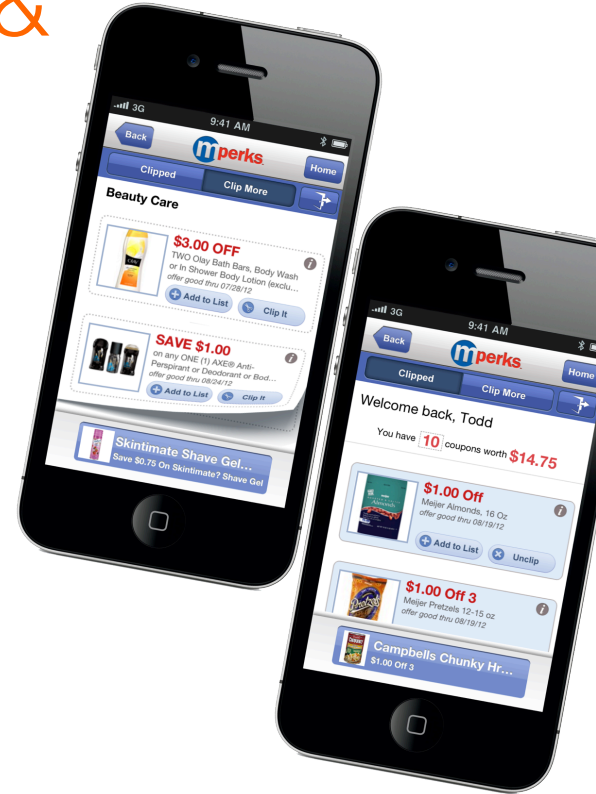 &
3G
9:41 AM
Back
mperks
Home
Clipped
Clip More
Beauty Care
$3.00 OFF
TWO Olay Bath Bars, Body Wash
or In Shower Body Lotion (exclu...
offer good thru 07/28/12
Add to List
Clip It
SAVE $1.00
on any ONE (1) AXE® Anti-
Perspirant or Deodorant or Bod...
offer good thru 08/24/12
Add to List
Clip It
Skintimate Shave Gel...
Save $0.75 On Skintimate? Shave Gel
3G
9:41 AM
Back
mperks
Home
Clipped
Clip More
Welcome back, Todd
You have 10 coupons worth $14.75
$1.00 Off
Meijer Almonds, 16 Oz
offer good thru 08/19/12
Add to List
Unclip
Almonds
$1.00 Off 3
Meijer Pretzels 12-15 oz
offer good thru 08/19/12
Pretzels
Campbells Chunky Hr...
$1.00 Off 3